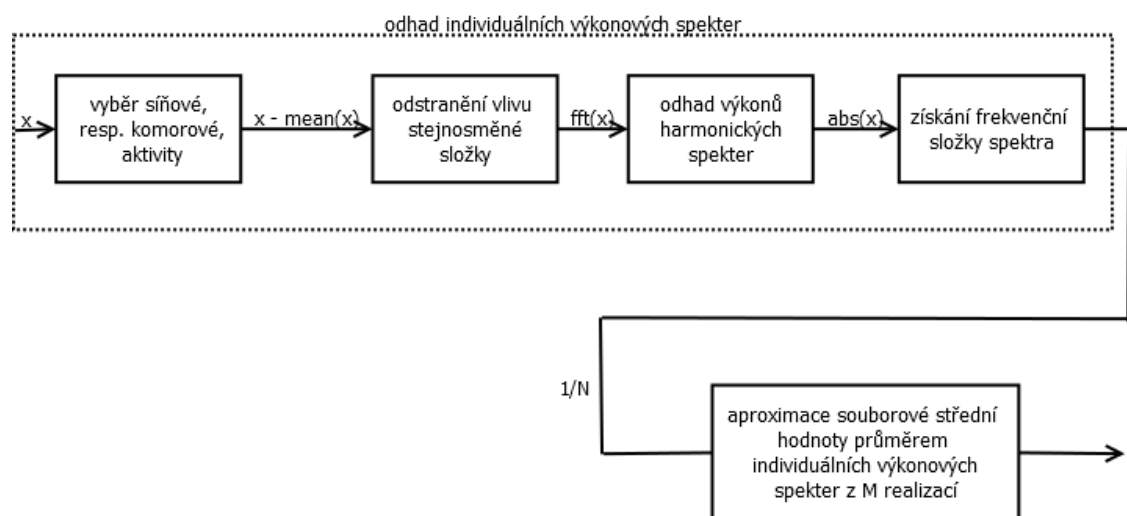 odhad individuálních výkonových spekter
x
vyběr síňové,
resp. komorové,
aktivity
x - mean(x)
odstranění vlivu
stejnosměné
složky
fft(x)
odhad výkonů
harmonických
spekter
abs(x)
získání frekvenční
složky spektra
1/N
aproximace souborové střední
hodnoty průměrem
individuálních výkonových
spekter z M realizací